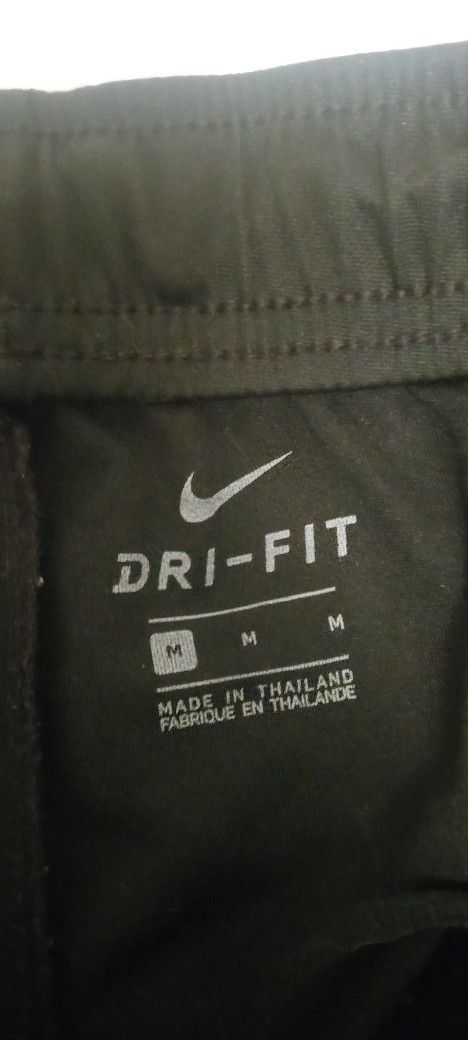 DRI-FIT
M M M
MADE IN THAILAND
FABRIQUE EN THAILANDE